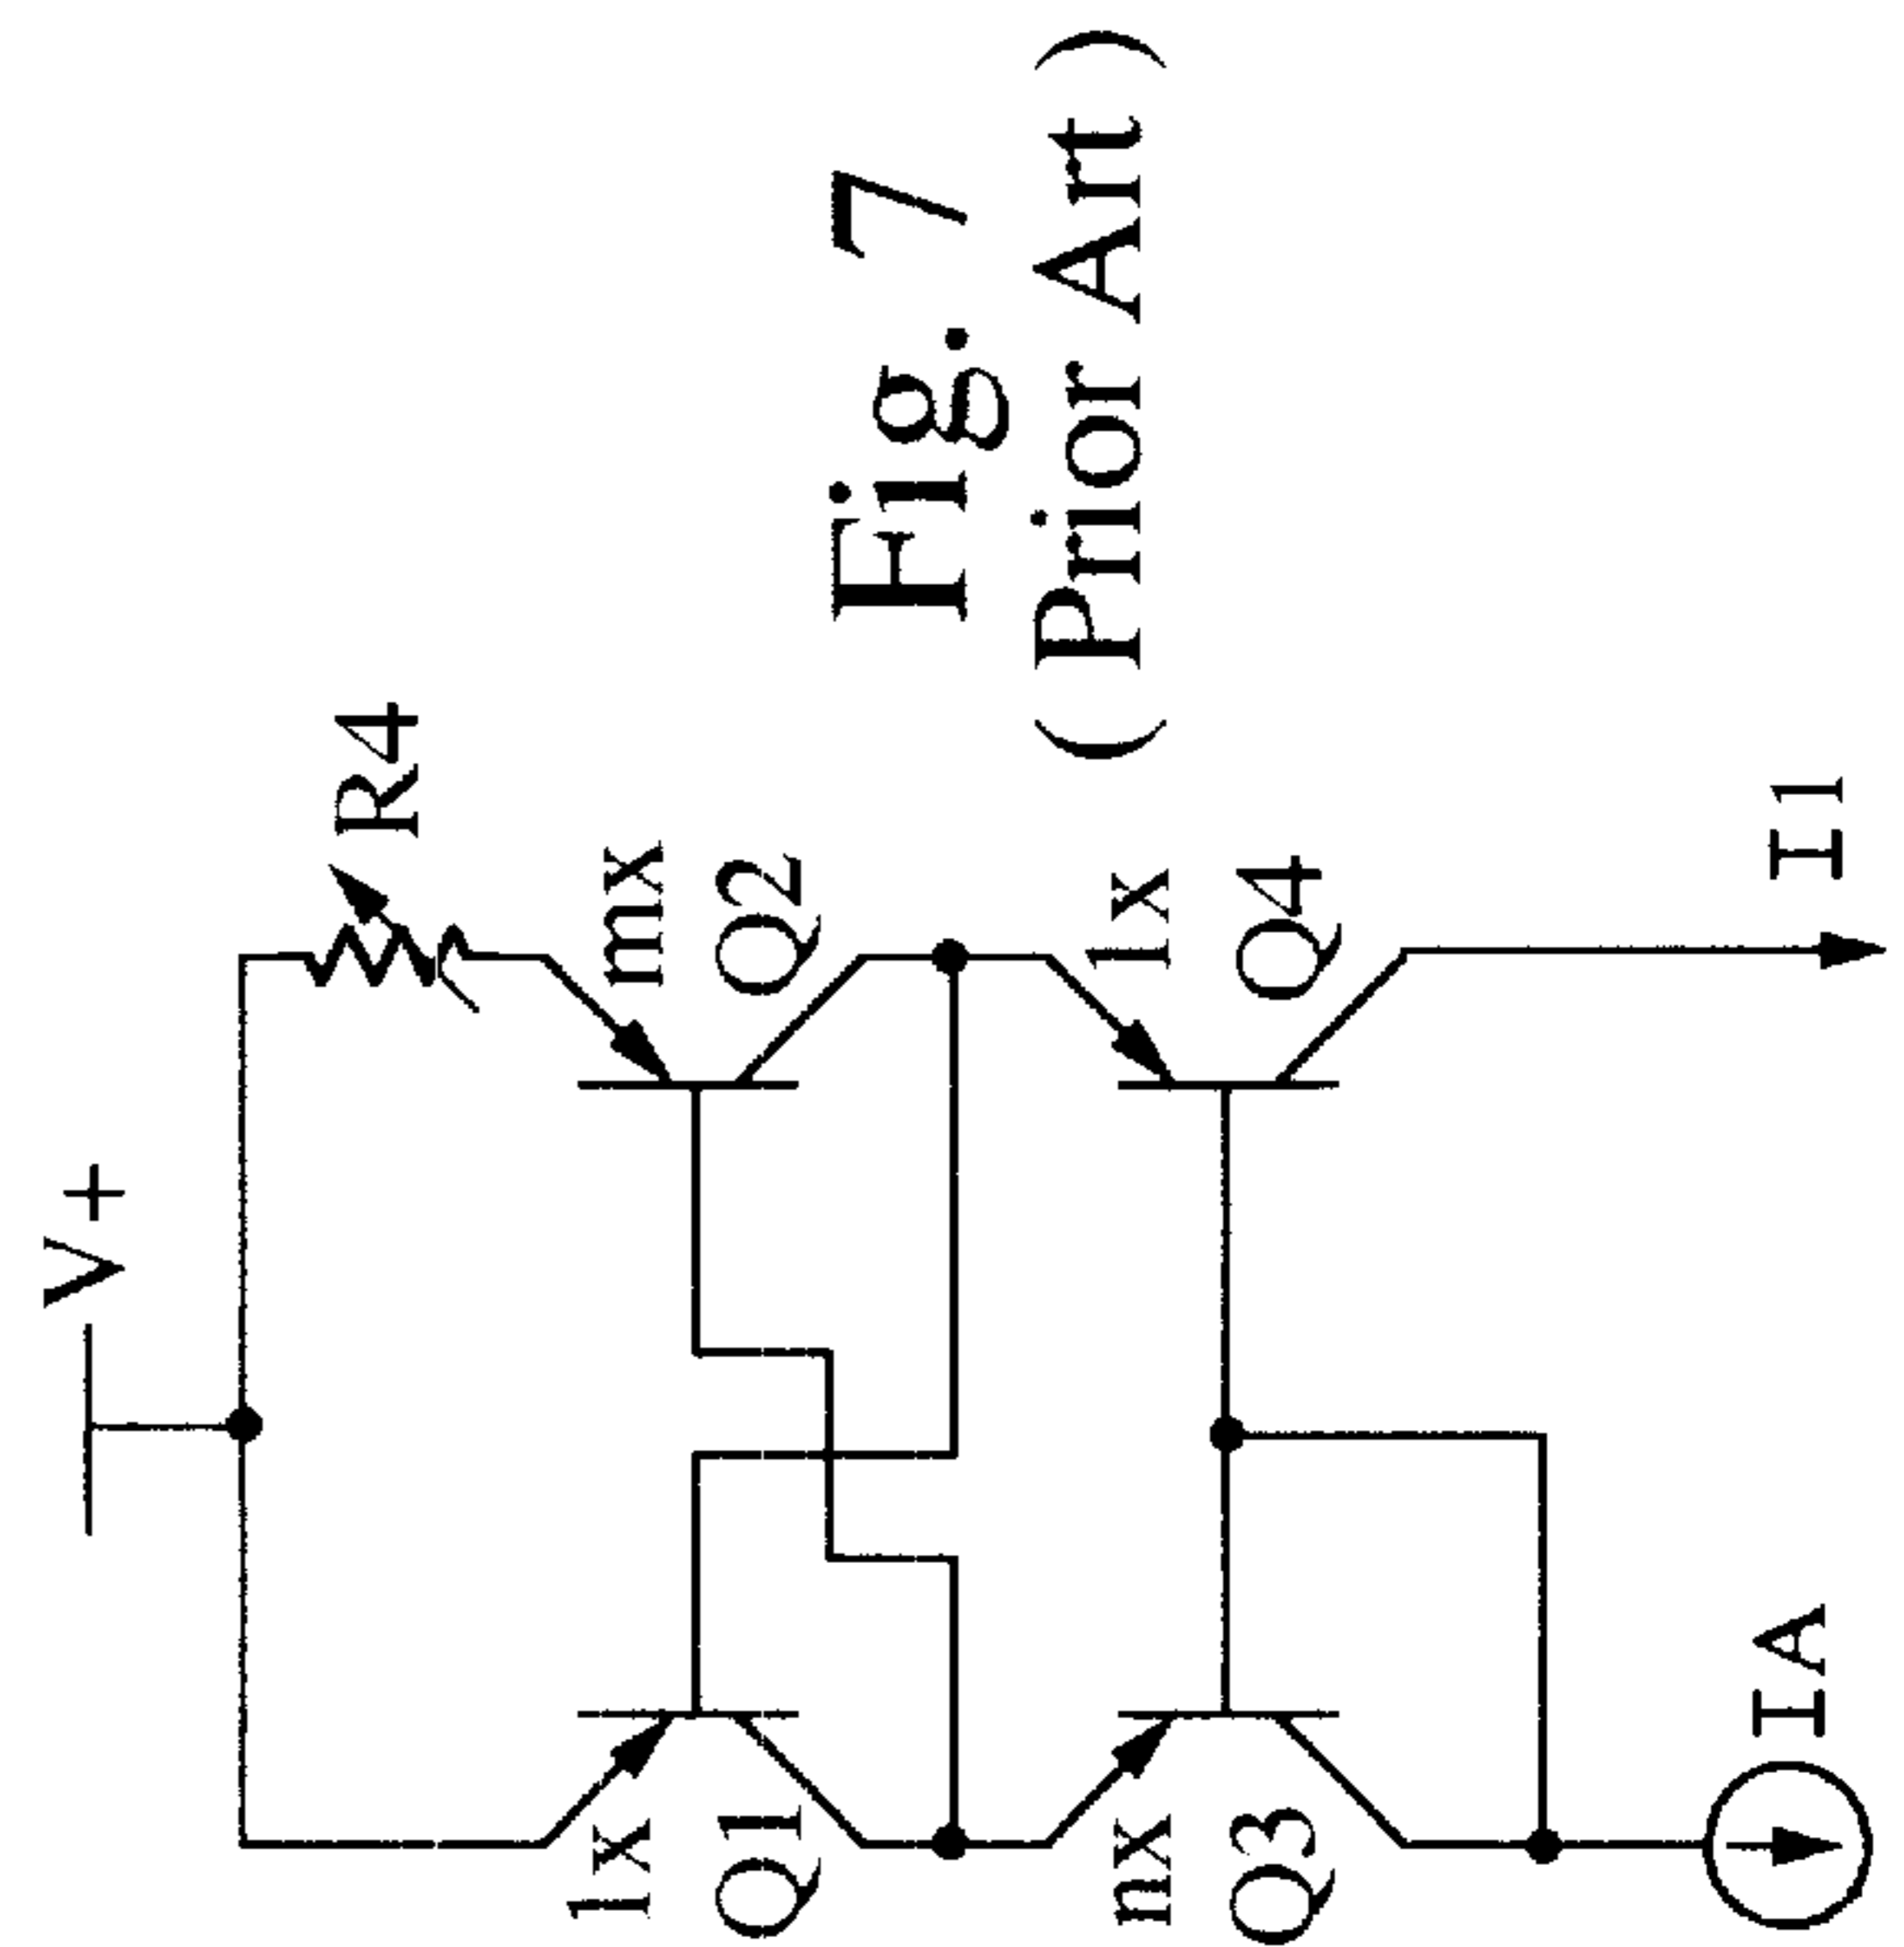 V+
R4
1x
Q1
mx
Q2
nx
Q3
1x
Q4
IA
I1
Fig. 7
(Prior Art)